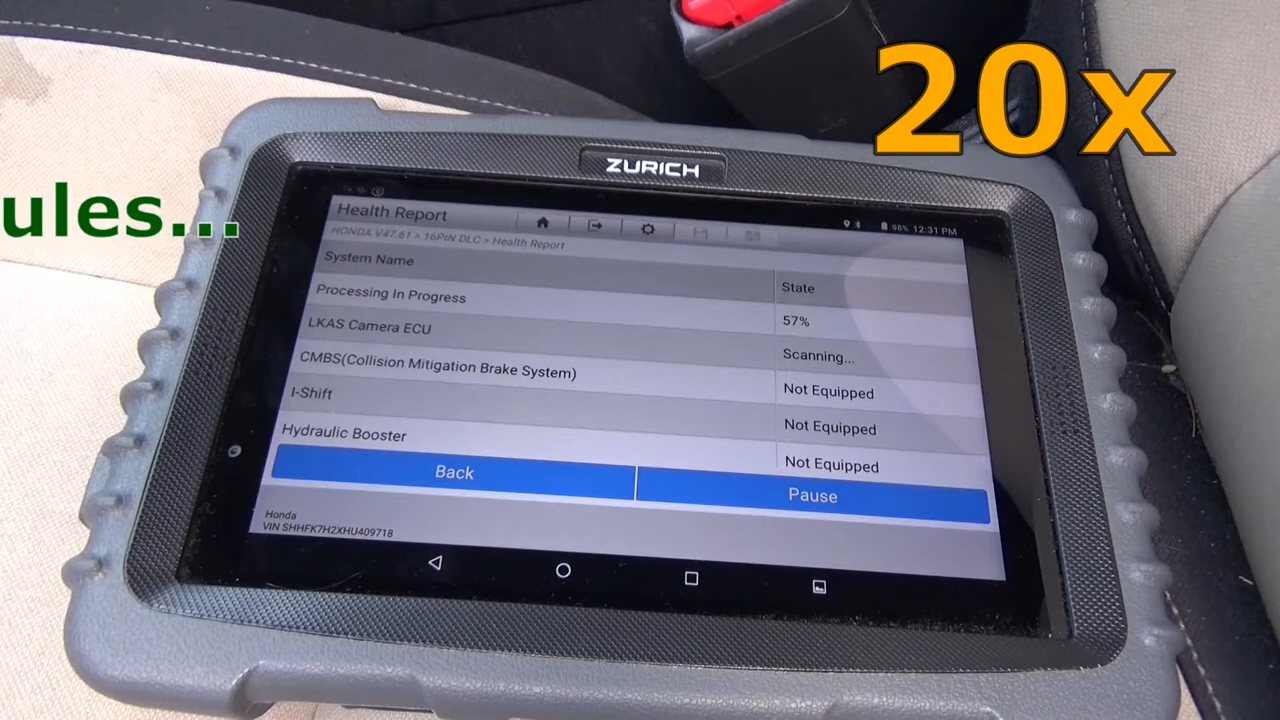 20x
ules...
ZURICH
Health Report
98% 12:31 PM
HONDA V47.61 > 16PIN DLC > Health Report
System Name State
Processing In Progress 57%
LKAS Camera ECU Scanning...
CMBS(Collision Mitigation Brake System) Not Equipped
I-Shift Not Equipped
Hydraulic Booster Not Equipped
Back Pause
Honda
VIN SHHFK7H2XHU409718